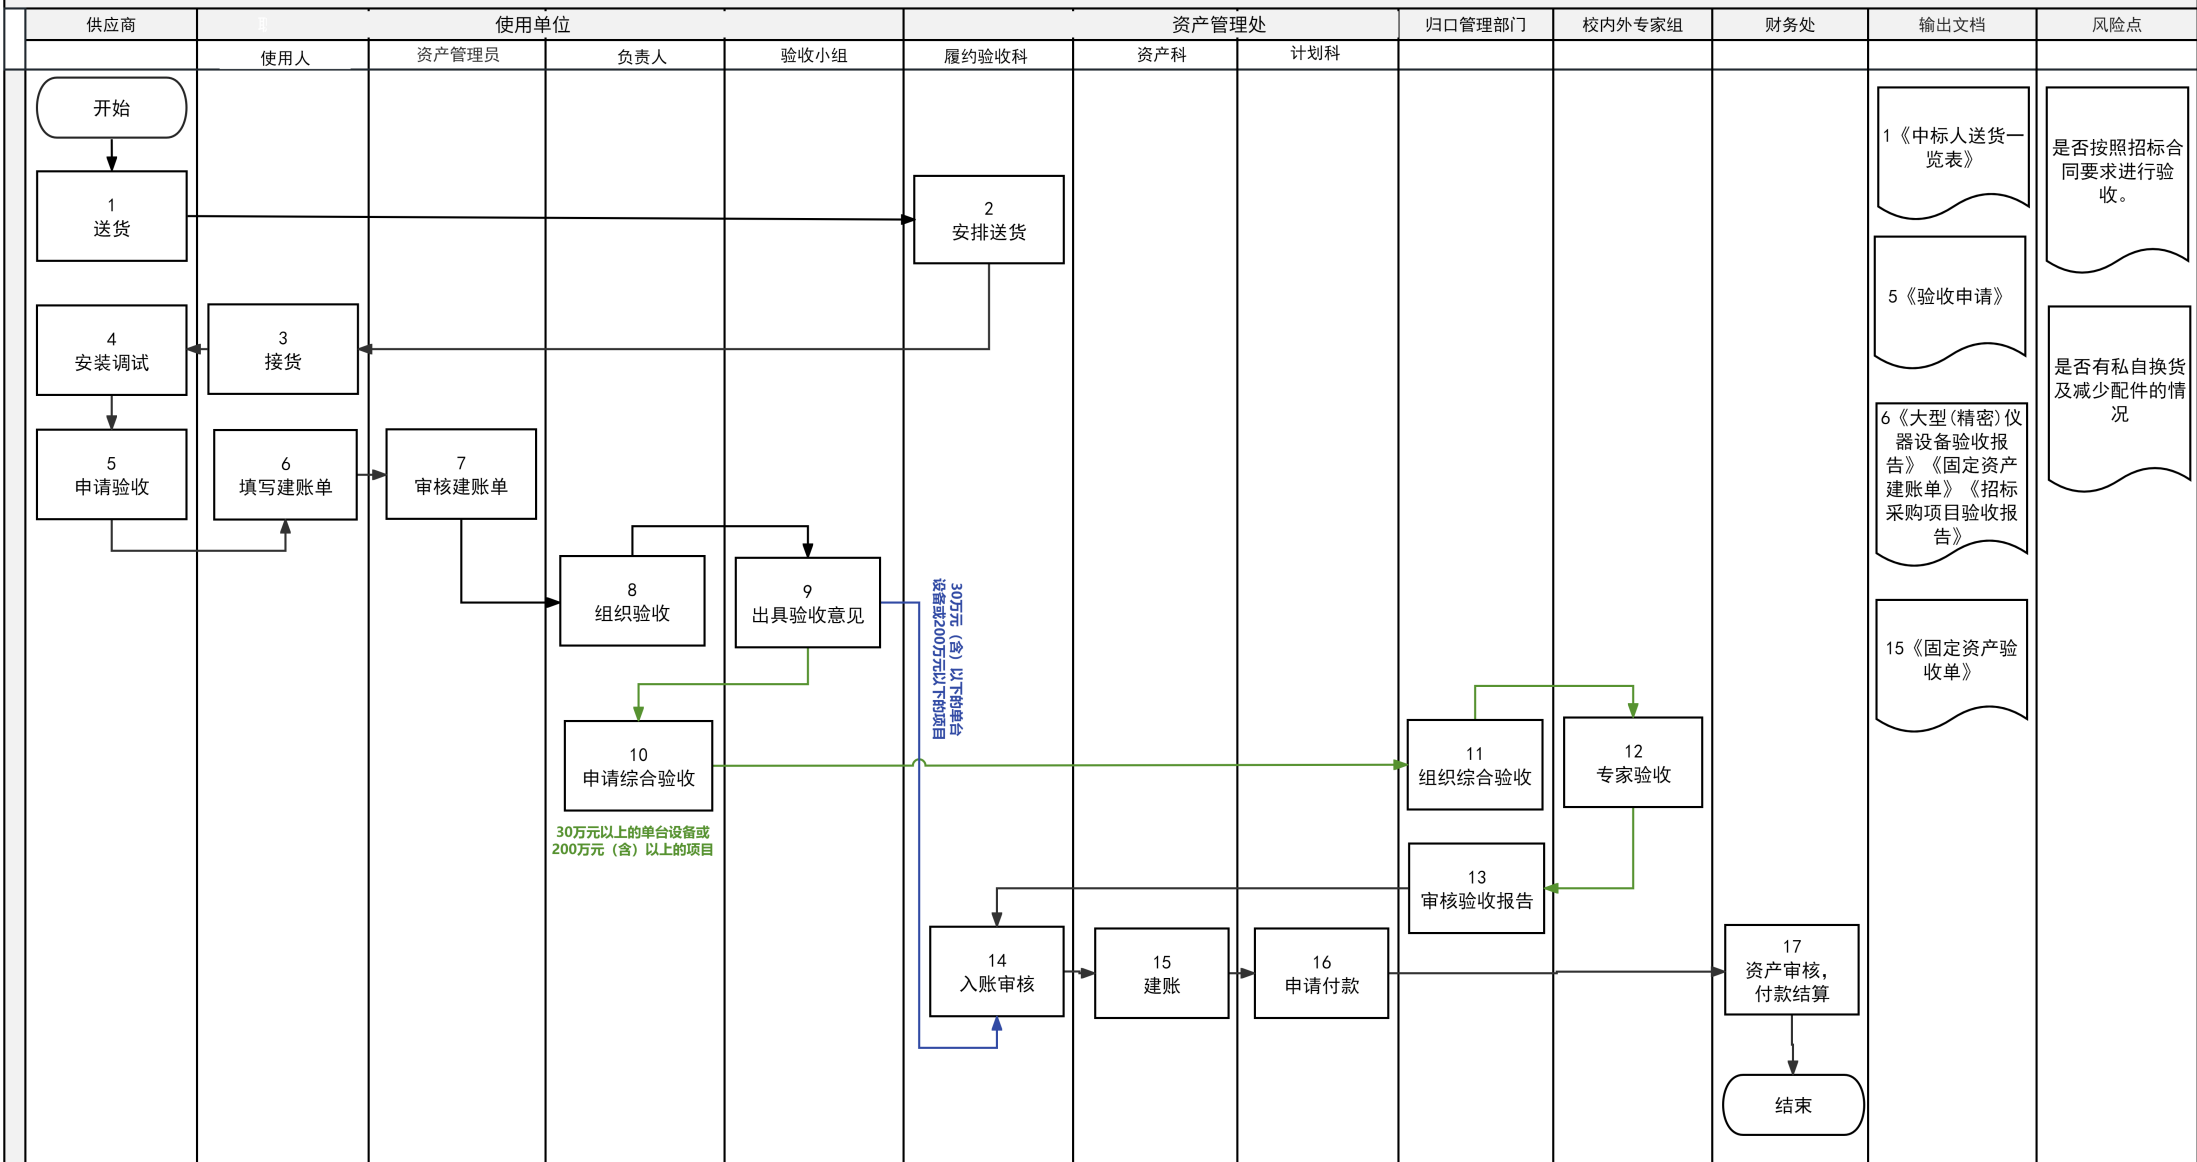 供应商
使用单位
资产管理处
归口管理部门
校内外专家组
财务处
输出文档
风险点
使用人
资产管理员
负责人
验收小组
履约验收科
资产科
计划科
开始
1
送货
2
安排送货
3
接货
4
安装调试
5
申请验收
6
填写建账单
7
审核建账单
8
组织验收
9
出具验收意见
30万元（含）以下的单台
设备或200万元以下的项目
10
申请综合验收
30万元以上的单台设备或
200万元（含）以上的项目
11
组织综合验收
12
专家验收
13
审核验收报告
14
入账审核
15
建账
16
申请付款
17
资产审核，
付款结算
结束
1《中标人送货一
览表》
5《验收申请》
6《大型(精密)仪
器设备验收报
告》《固定资产
建账单》《招标
采购项目验收报
告》
15《固定资产验
收单》
是否按照招标合
同要求进行验
收。
是否有私自换货
及减少配件的情
况